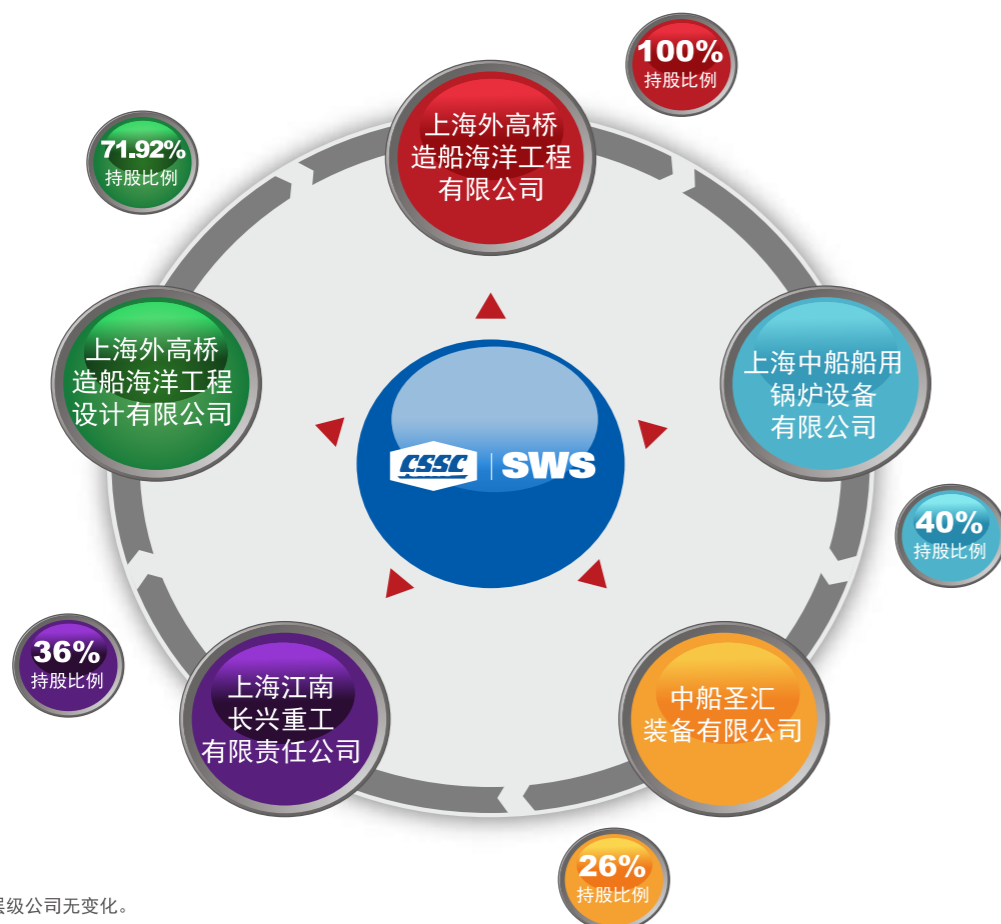 100%
持股比例
上海外高桥
造船海洋工程
有限公司
71.92%
持股比例
上海外高桥
造船海洋工程
设计有限公司
上海中船船用
锅炉设备
有限公司
CSSC SWS
40%
持股比例
36%
持股比例
上海江南
长兴重工
有限责任公司
中船圣汇
装备有限公司
26%
持股比例
级公司无变化。